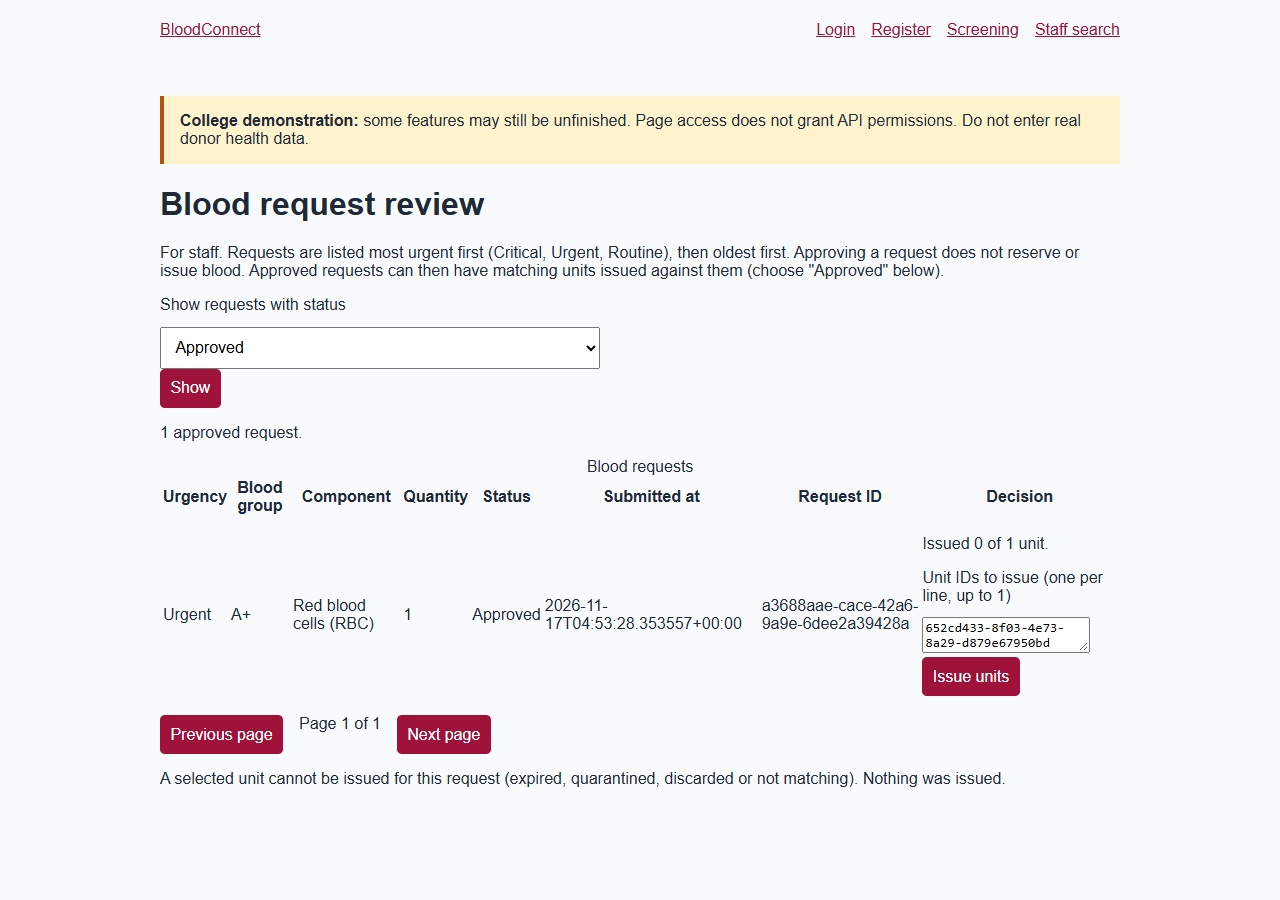 BloodConnect
Login Register Screening Staff search
College demonstration: some features may still be unfinished. Page access does not grant API permissions. Do not enter real
donor health data.
Blood request review
For staff. Requests are listed most urgent first (Critical, Urgent, Routine), then oldest first. Approving a request does not reserve or
issue blood. Approved requests can then have matching units issued against them (choose "Approved" below).
Show requests with status
Approved
Show
1 approved request.
Blood requests
Urgency Blood group Component Quantity Status Submitted at Request ID Decision
Urgent A+ Red blood cells (RBC) 1 Approved 2026-11-17T04:53:28.353557+00:00 a3688aae-cace-42a6-9a9e-6dee2a39428a
Issued 0 of 1 unit.
Unit IDs to issue (one per
line, up to 1)
652cd433-8f03-4e73-
8a29-d879e67950bd
Issue units
Previous page Page 1 of 1 Next page
A selected unit cannot be issued for this request (expired, quarantined, discarded or not matching). Nothing was issued.